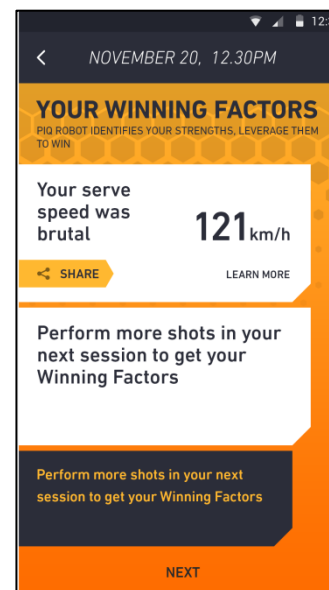 12:
NOVEMBER 20, 12.30PM
YOUR WINNING FACTORS
PIQ ROBOT IDENTIFIES YOUR STRENGTHS, LEVERAGE THEM
TO WIN
Your serve
speed was
brutal
121 km/h
SHARE
LEARN MORE
Perform more shots in your
next session to get your
Winning Factors
Perform more shots in your next
session to get your Winning Factors
NEXT